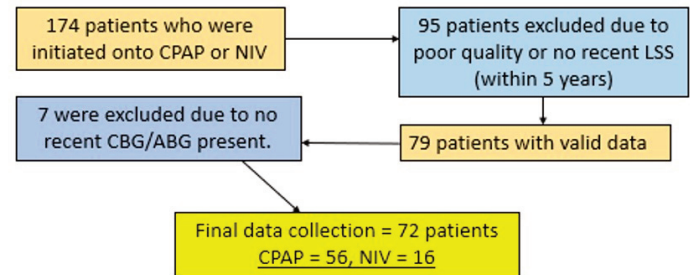 174 patients who were
initiated onto CPAP or NIV
95 patients excluded due to
poor quality or no recent LSS
(within 5 years)
79 patients with valid data
7 were excluded due to no
recent CBG/ABG present.
Final data collection = 72 patients
CPAP = 56, NIV = 16